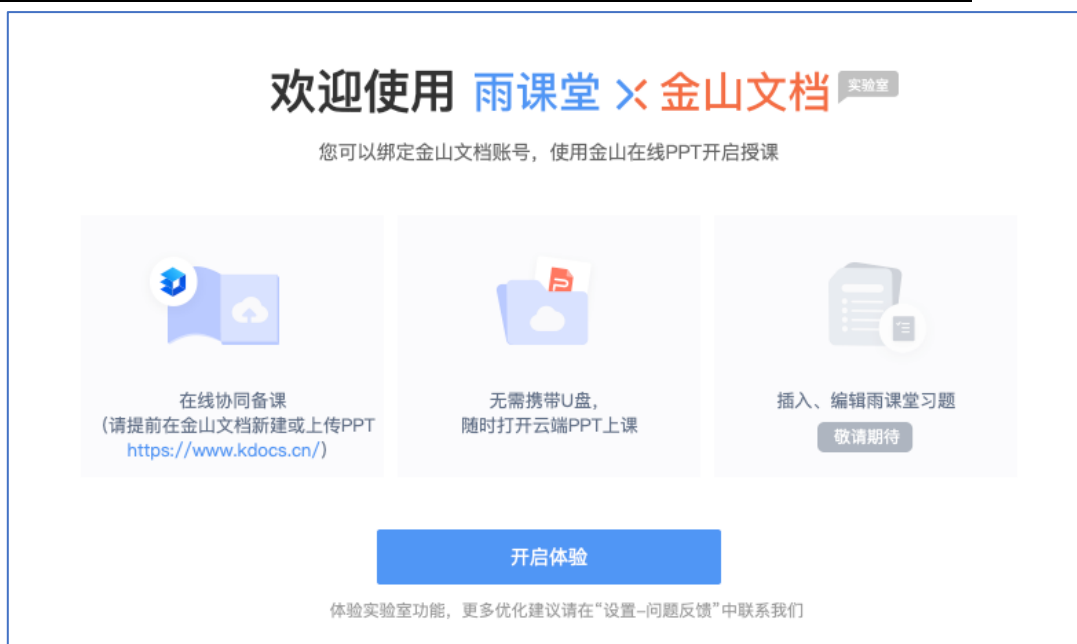 欢迎使用 雨课堂 X 金山文档 实验室
您可以绑定金山文档账号，使用金山在线PPT开启授课
在线协同备课
（请提前在金山文档新建或上传PPT
https://www.kdocs.cn/）
无需携带U盘，
随时打开云端PPT上课
插入、编辑雨课堂习题
敬请期待
开启体验
体验实验室功能，更多优化建议请在“设置-问题反馈”中联系我们